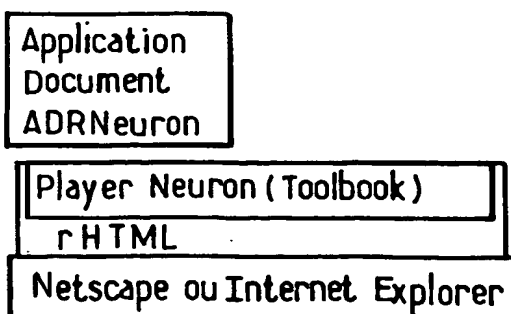 Application
Document
ADRNeuron
Player Neuron (Toolbook)
rHTML
Netscape ou Internet Explorer